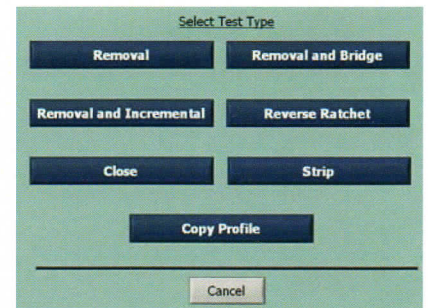 Select Test Type
Removal
Removal and Bridge
Removal and Incremental
Reverse Ratchet
Close
Strip
Copy Profile
Cancel